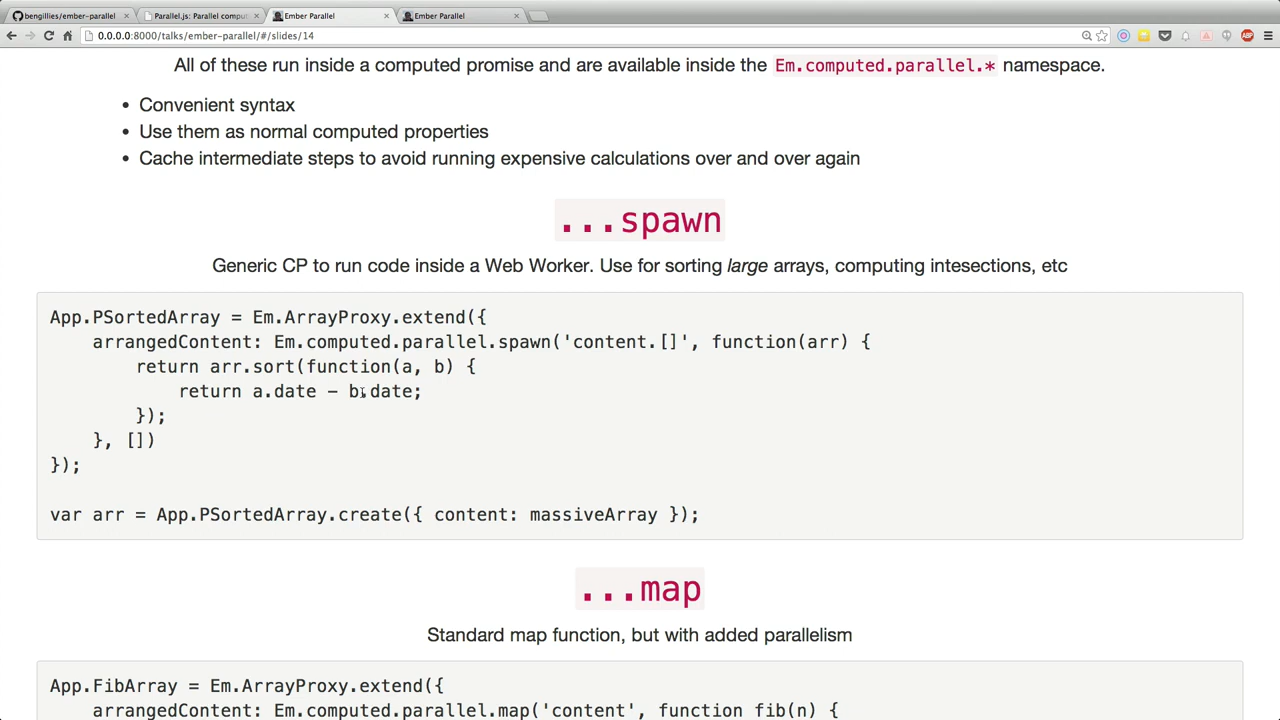 bengillies/ember-parallel
Parallel.js: Parallel comput
Ember Parallel
Ember Parallel
0.0.0.0:8000/talks/ember-parallel/#/slides/14
ABP
All of these run inside a computed promise and are available inside the Em.computed.parallel.* namespace.
• Convenient syntax
• Use them as normal computed properties
• Cache intermediate steps to avoid running expensive calculations over and over again
...spawn
Generic CP to run code inside a Web Worker. Use for sorting large arrays, computing intesections, etc
App.PSortedArray = Em.ArrayProxy.extend({
    arrangedContent: Em.computed.parallel.spawn('content.[]', function(arr) {
        return arr.sort(function(a, b) {
            return a.date - b.date;
        });
    }, [])
});
var arr = App.PSortedArray.create({ content: massiveArray });
...map
Standard map function, but with added parallelism
App.FibArray = Em.ArrayProxy.extend({
    arrangedContent: Em.computed.parallel.map('content', function fib(n) {